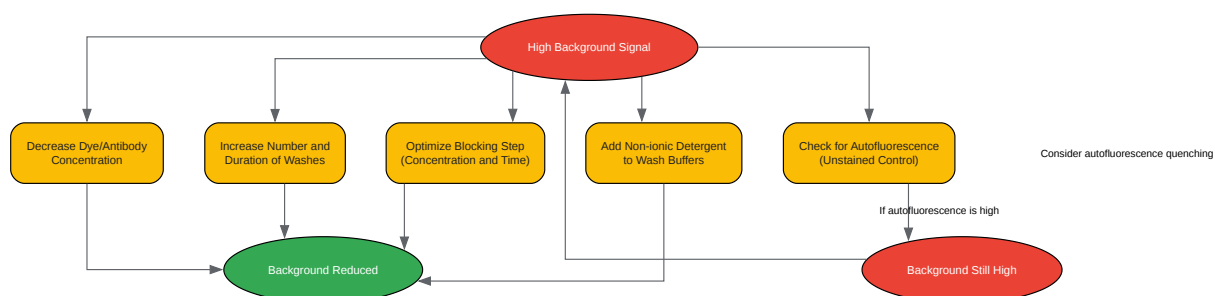 High Background Signal
Decrease Dye/Antibody
Concentration
Increase Number and
Duration of Washes
Optimize Blocking Step
(Concentration and Time)
Add Non-ionic Detergent
to Wash Buffers
Check for Autofluorescence
(Unstained Control)
Consider autofluorescence quenching
If autofluorescence is high
Background Reduced
Background Still High